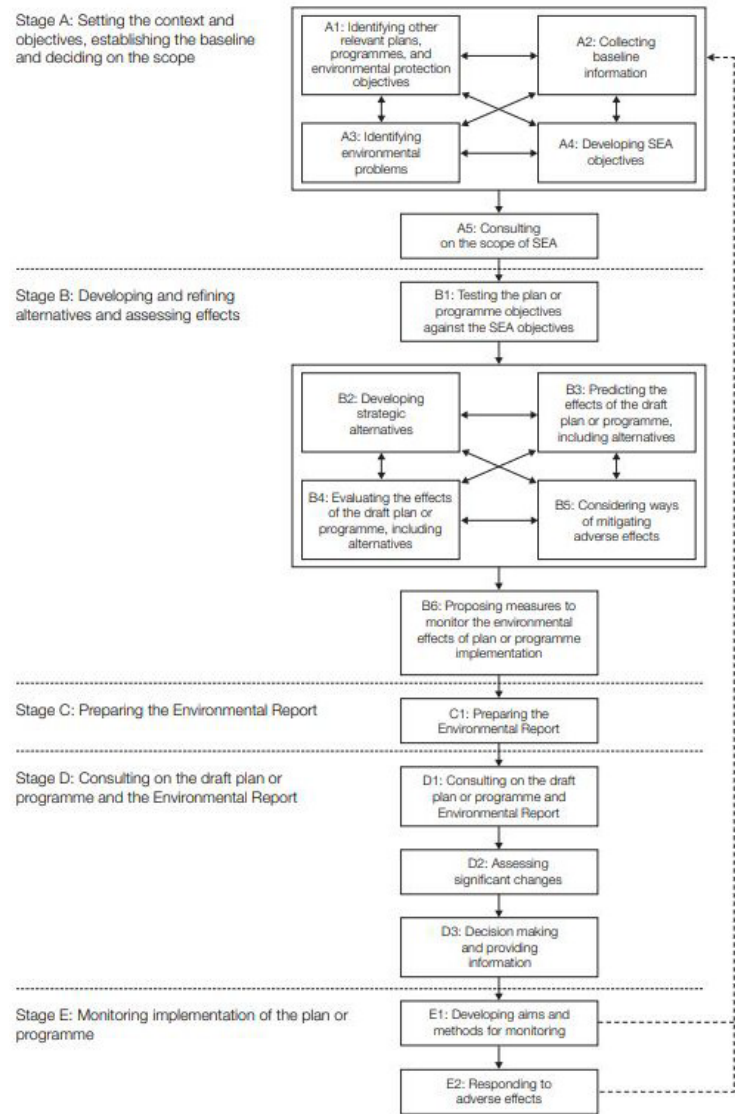 Stage A: Setting the context and
objectives, establishing the baseline
and deciding on the scope
A1: Identifying other
relevant plans,
programmes, and
environmental protection
objectives
A2: Collecting
baseline
information
A3: Identifying
environmental
problems
A4: Developing SEA
objectives
A5: Consulting
on the scope of SEA
Stage B: Developing and refining
alternatives and assessing effects
B1: Testing the plan or
programme objectives
against the SEA objectives
B2: Developing
strategic
alternatives
B3: Predicting the
effects of the draft
plan or programme,
including alternatives
B4: Evaluating the effects
of the draft plan or
programme, including
alternatives
B5: Considering ways
of mitigating
adverse effects
B6: Proposing measures to
monitor the environmental
effects of plan or programme
implementation
Stage C: Preparing the Environmental Report
C1: Preparing the
Environmental Report
Stage D: Consulting on the draft plan or
programme and the Environmental Report
D1: Consulting on the draft
plan or programme and
Environmental Report
D2: Assessing
significant changes
D3: Decision making
and providing
information
Stage E: Monitoring implementation of the plan or
programme
E1: Developing aims and
methods for monitoring
E2: Responding to
adverse effects